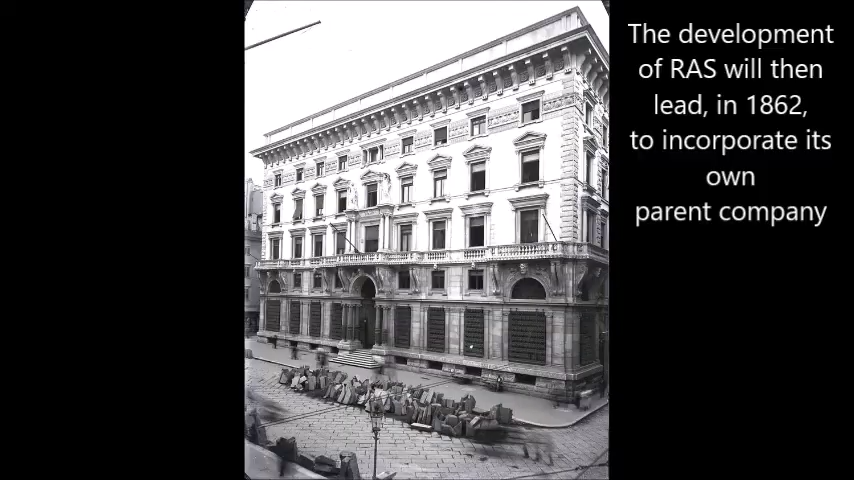 The development
of RAS will then
lead, in 1862,
to incorporate its
own
parent company